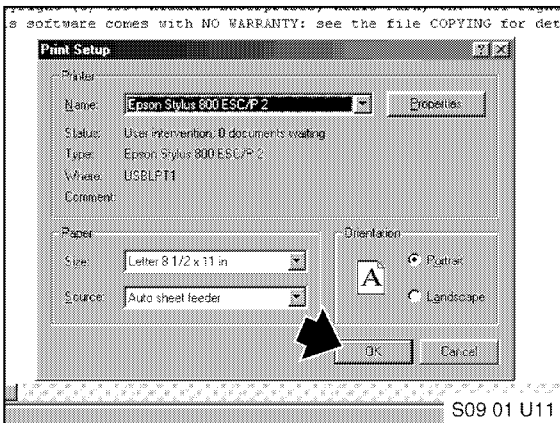 s software comes with NO WARRANTY: see the file COPYING for det
Print Setup
Printer
Name: Epson Stylus 800 ESC/P 2 Properties
Status: User intervention, 0 documents waiting
Type: Epson Stylus 800 ESC/P 2
Where: USBLPT1
Comment:
Paper
Size: Letter 8 1/2 x 11 in
Source: Auto sheet feeder
Orientation
A
Portrait
Landscape
OK Cancel
S09 01 U11